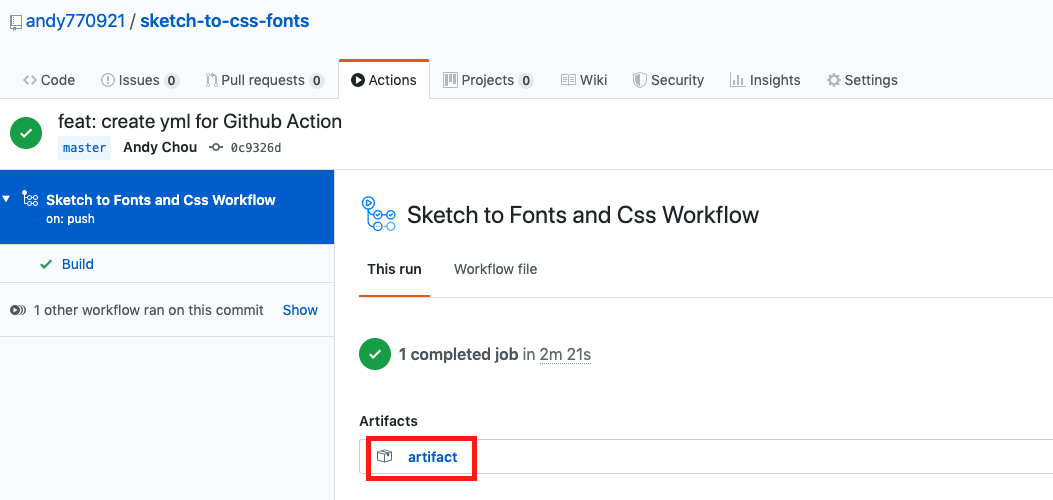 andy770921 / sketch-to-css-fonts
Code Issues 0 Pull requests 0 Actions Projects 0 Wiki Security Insights Settings
feat: create yml for Github Action
master Andy Chou 0c9326d
Sketch to Fonts and Css Workflow
on: push
Build
1 other workflow ran on this commit Show
Sketch to Fonts and Css Workflow
This run Workflow file
1 completed job in 2m 21s
Artifacts
artifact